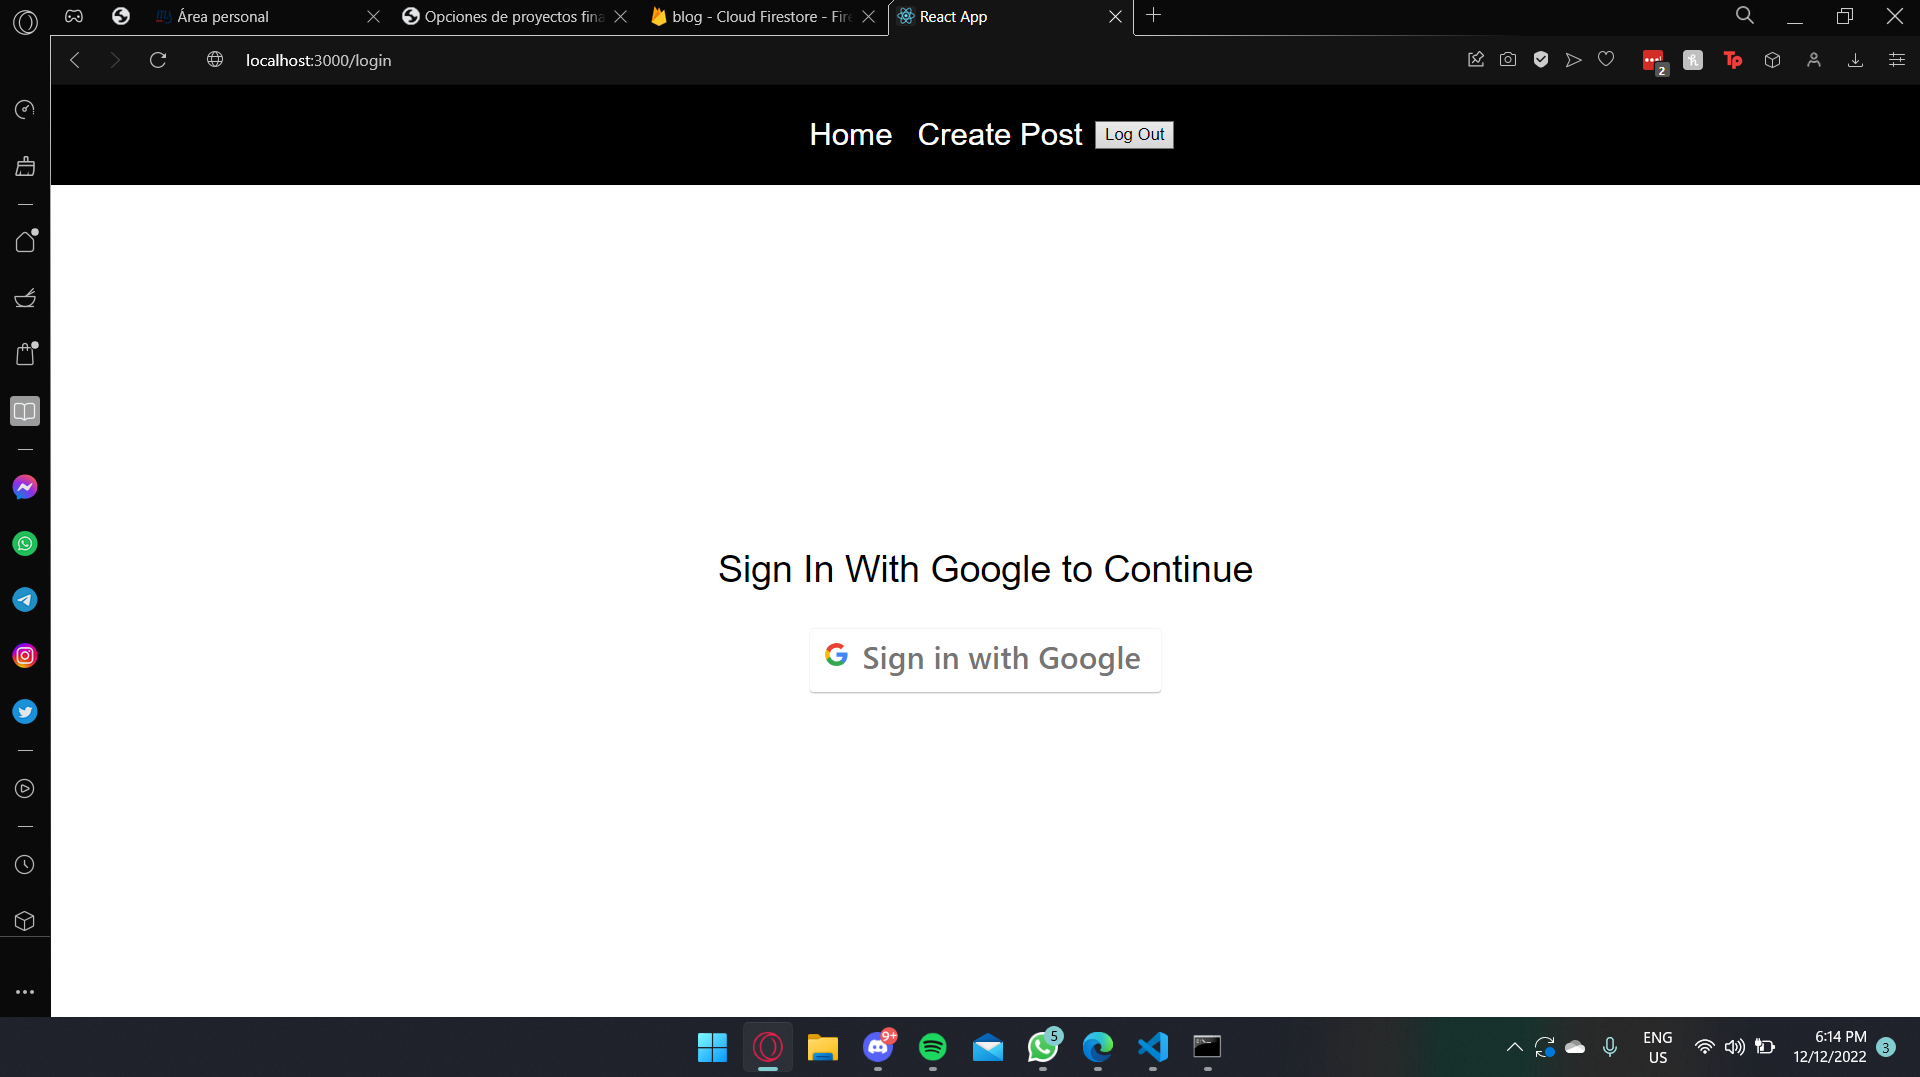 Área personal
Opciones de proyectos fina
blog - Cloud Firestore - Fire
React App
localhost:3000/login
2
Tp
Home Create Post Log Out
Sign In With Google to Continue
Sign in with Google
9+
5
ENG
US
6:14 PM
12/12/2022
3